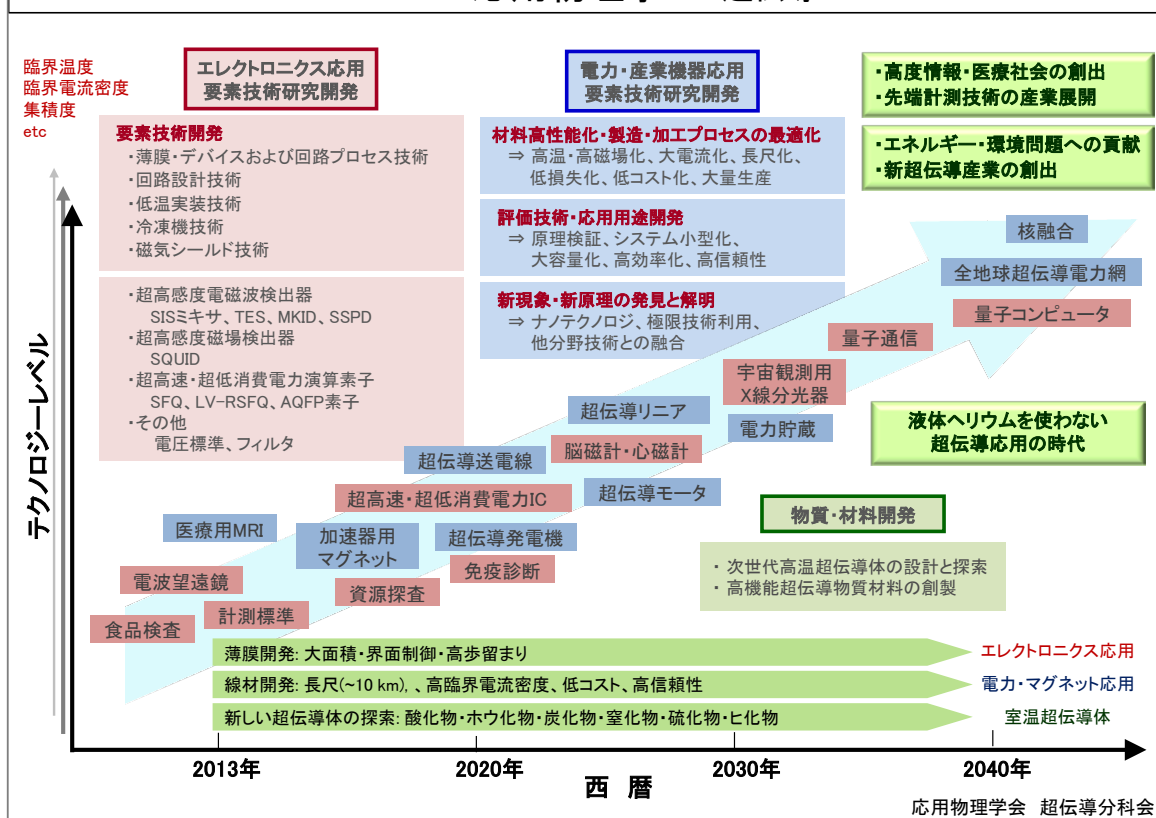 臨界温度
臨界電流密度
集積度
etc
エレクトロニクス応用
要素技術研究開発
要素技術開発
・薄膜・デバイスおよび回路プロセス技術
・回路設計技術
・低温実装技術
・冷凍機技術
・磁気シールド技術
・超高感度電磁波検出器
SISミキサ、TES、MKID、SSPD
・超高感度磁場検出器
SQUID
・超高速・超低消費電力演算素子
SFQ、LV-RSFQ、AQFP素子
・その他
電圧標準、フィルタ
電力・産業機器応用
要素技術研究開発
材料高性能化・製造・加工プロセスの最適化
⇒ 高温・高磁場化、大電流化、長尺化、
低損失化、低コスト化、大量生産
評価技術・応用用途開発
⇒ 原理検証、システム小型化、
大容量化、高効率化、高信頼性
新現象・新原理の発見と解明
⇒ナノテクノロジ、極限技術利用、
他分野技術との融合
・高度情報・医療社会の創出
・先端計測技術の産業展開
・エネルギー・環境問題への貢献
・新超伝導産業の創出
核融合
全地球超伝導電力網
量子コンピュータ
量子通信
宇宙観測用
X線分光器
電力貯蔵
超伝導リニア
脳磁計・心磁計
超伝導モータ
超伝導送電線
超高速・超低消費電力IC
超伝導発電機
免疫診断
医療用MRI
加速器用
マグネット
資源探査
電波望遠鏡
計測標準
食品検査
液体ヘリウムを使わない
超伝導応用の時代
物質・材料開発
・ 次世代高温超伝導体の設計と探索
・ 高機能超伝導物質材料の創製
テクノロジーレベル
薄膜開発: 大面積・界面制御・高歩留まり
エレクトロニクス応用
線材開発: 長尺(~10 km)、、高臨界電流密度、低コスト、高信頼性
電力・マグネット応用
新しい超伝導体の探索: 酸化物・ホウ化物・炭化物・窒化物・硫化物・ヒ化物
室温超伝導体
2013年
2020年
2030年
2040年
西 暦
応用物理学会 超伝導分科会